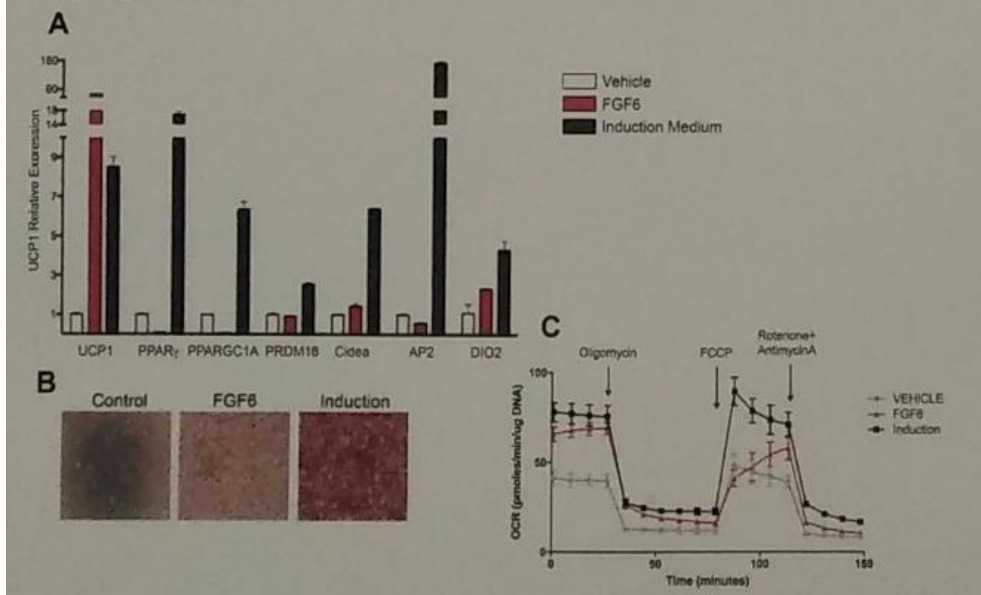 A
180
80
18
14
9
7
5
3
1
UCP1 Relative Expression
UCP1 PPARγ PPARGC1A PRDM16 Cidea AP2 DIO2
Vehicle
FGF6
Induction Medium
B
Control FGF6 Induction
C
Oligomycin FCCP Rotenone+
AntimycinA
100
50
0
OCR (pmoles/min/ug DNA)
0 50 100 150
Time (minutes)
VEHICLE
FGF6
Induction